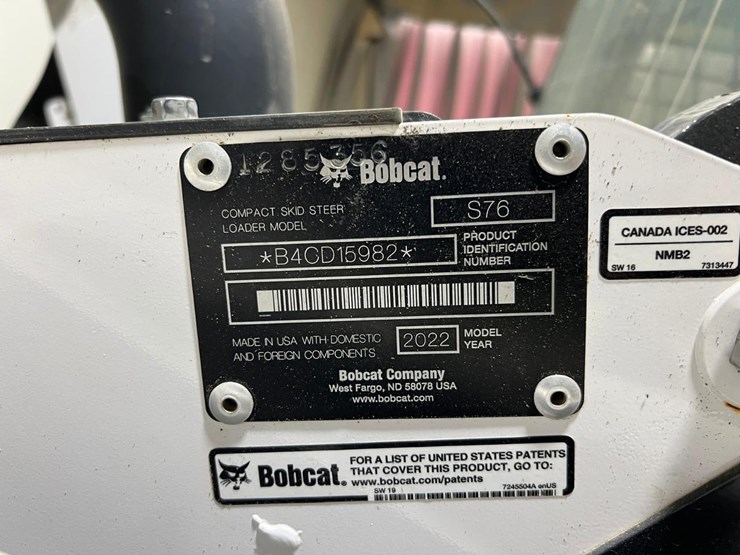 1285356
Bobcat.
COMPACT SKID STEER
LOADER MODEL
S76
*B4CD15982*
PRODUCT
IDENTIFICATION
NUMBER
MADE IN USA WITH DOMESTIC
AND FOREIGN COMPONENTS
2022
MODEL
YEAR
Bobcat Company
West Fargo, ND 58078 USA
www.bobcat.com
CANADA ICES-002
NMB2
SW 16 7313447
Bobcat.
FOR A LIST OF UNITED STATES PATENTS
THAT COVER THIS PRODUCT, GO TO:
www.bobcat.com/patents
SW 19 7245504A enUS